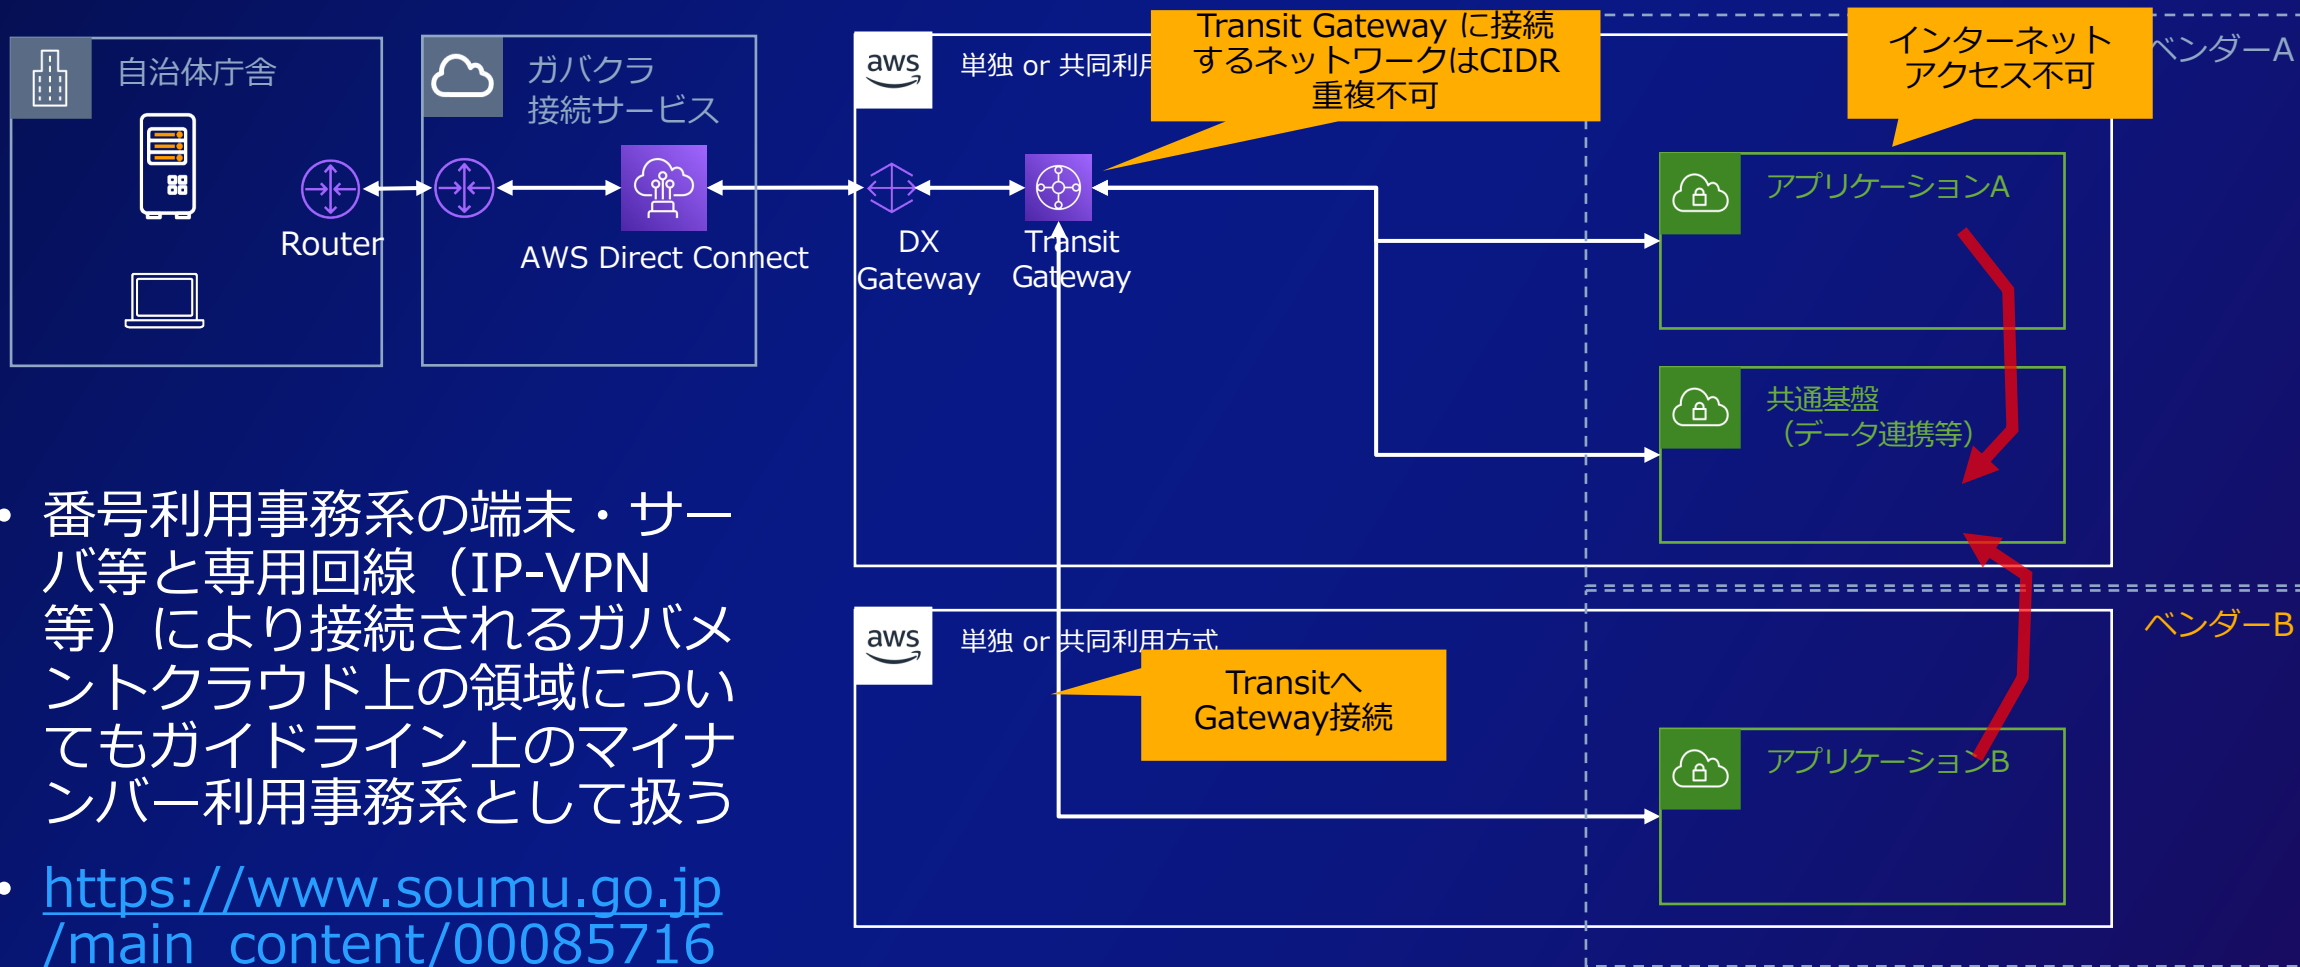 自治体庁舎
Router
ガバクラ
接続サービス
AWS Direct Connect
aws
単独 or 共同利用
DX
Gateway
Transit
Gateway
Transit Gateway に接続
するネットワークはCIDR
重複不可
インターネット
アクセス不可
ベンダーA
アプリケーションA
共通基盤
（データ連携等）
aws
単独 or 共同利用方式
Transitへ
Gateway接続
ベンダーB
アプリケーションB
• 番号利用事務系の端末・サー
バ等と専用回線（IP-VPN
等）により接続されるガバメ
ントクラウド上の領域につい
てもガイドライン上のマイナ
ンバー利用事務系として扱う
• https://www.soumu.go.jp
/main_content/00085716